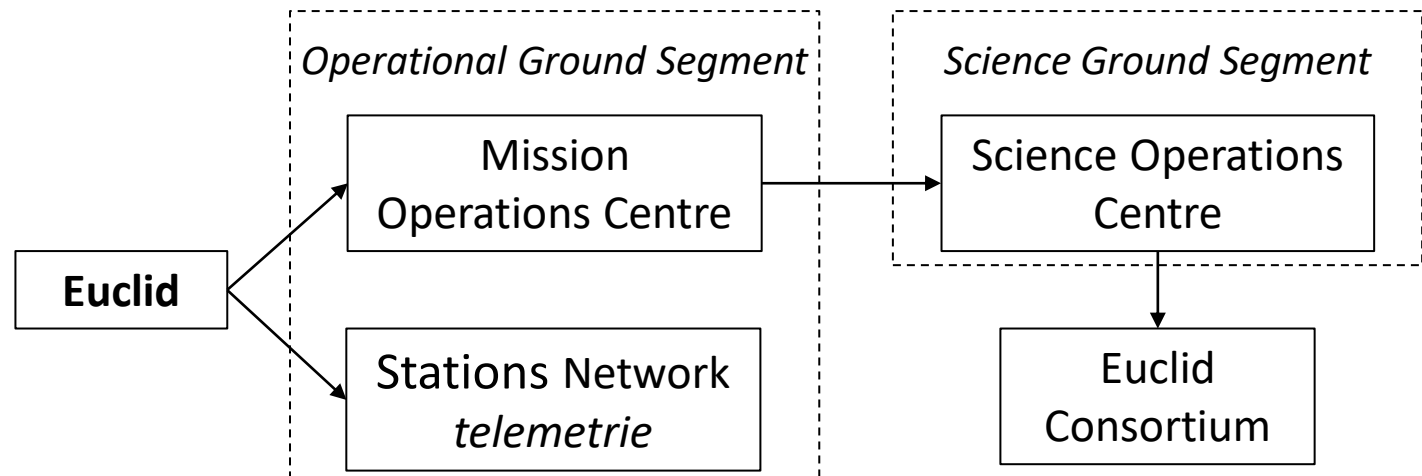 Operational Ground Segment
Science Ground Segment
Mission
Operations Centre
Science Operations
Centre
Euclid
Stations Network
telemetrie
Euclid
Consortium